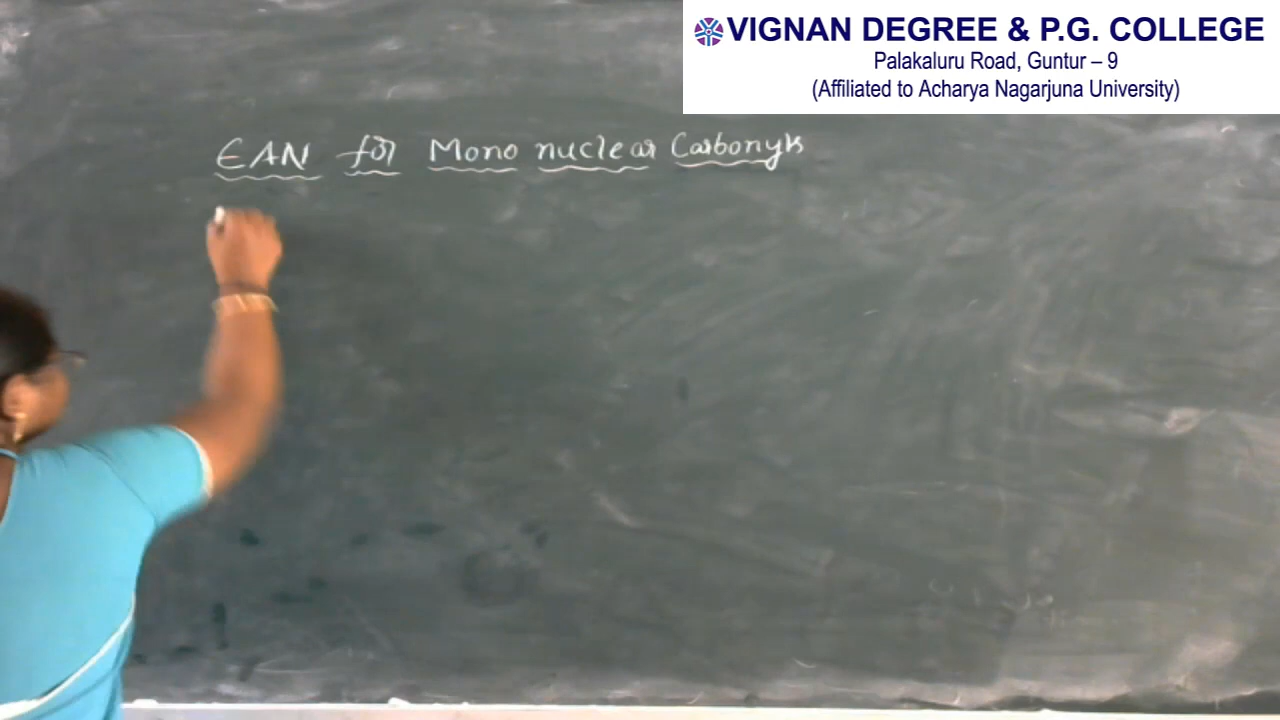 VIGNAN DEGREE & P.G. COLLEGE
Palakaluru Road, Guntur – 9
(Affiliated to Acharya Nagarjuna University)
EAN for Mono nuclear Carbonyls